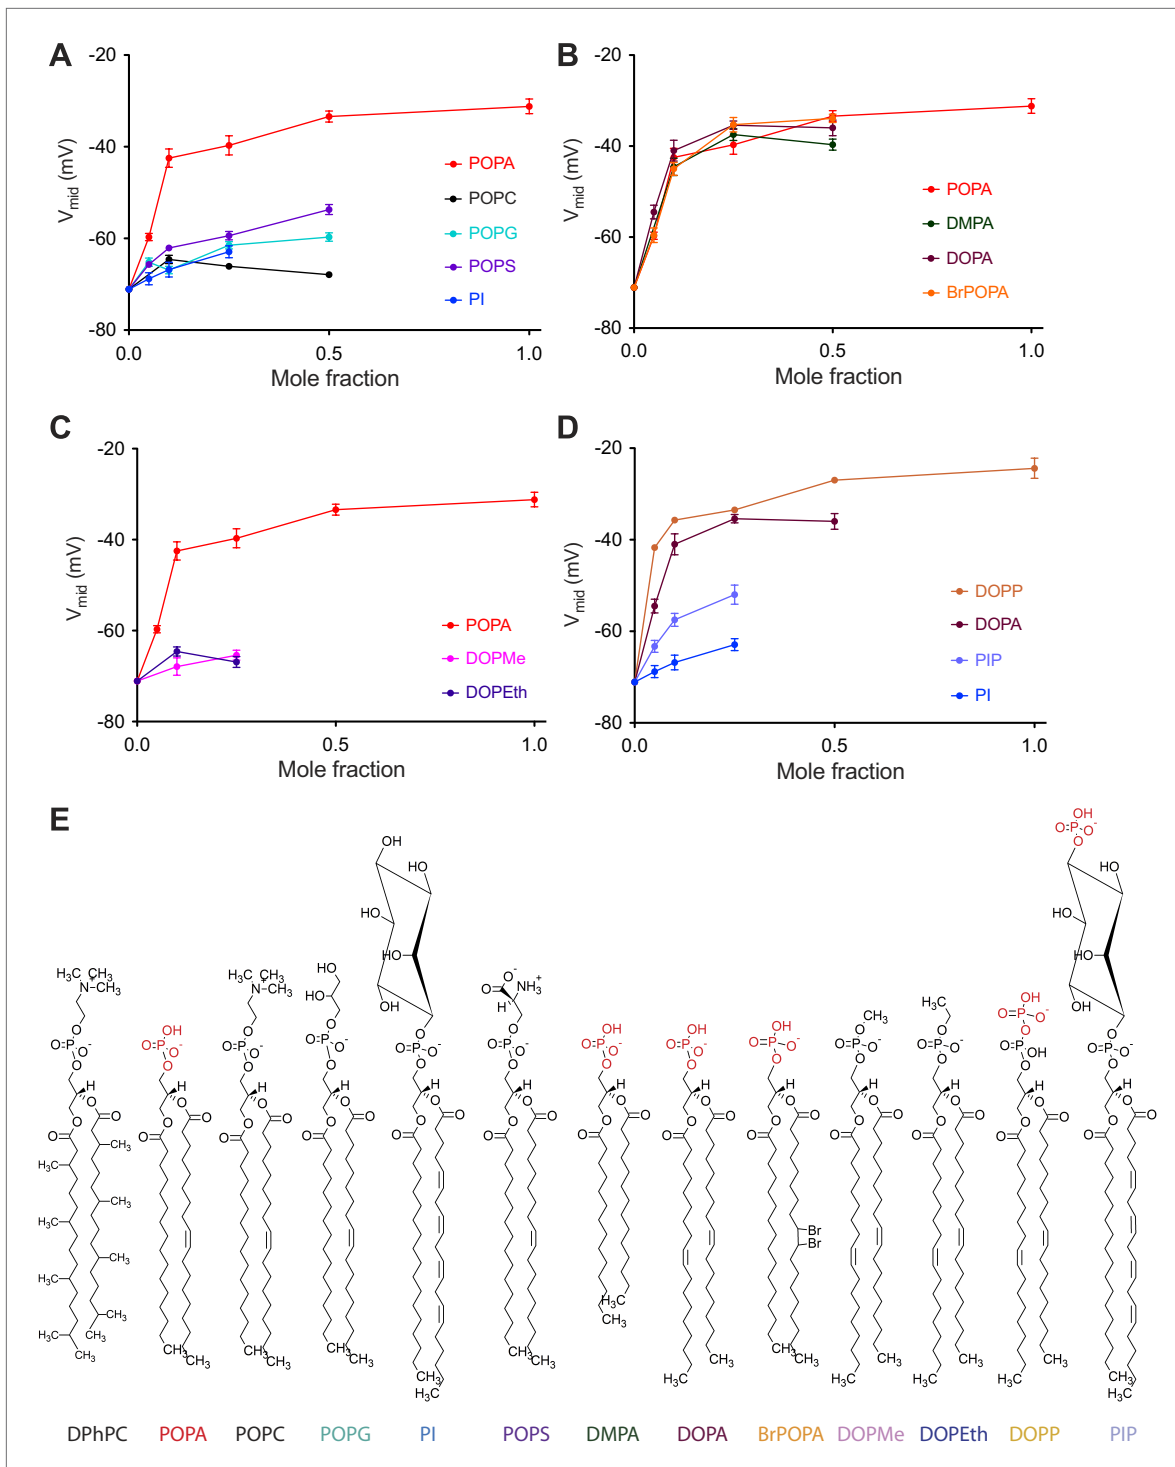 A
-20
-40
-60
-80
V_mid (mV)
0.0
0.5
1.0
Mole fraction
POPA
POPC
POPG
POPS
PI
B
-20
-40
-60
-80
V_mid (mV)
0.0
0.5
1.0
Mole fraction
POPA
DMPA
DOPA
BrPOPA
C
-20
-40
-60
-80
V_mid (mV)
0.0
0.5
1.0
Mole fraction
POPA
DOPMe
DOPEth
D
-20
-40
-60
-80
V_mid (mV)
0.0
0.5
1.0
Mole fraction
DOPP
DOPA
PIP
PI
E
DPhPC POPA POPC POPG PI POPS DMPA DOPA BrPOPA DOPMe DOPEth DOPP PIP